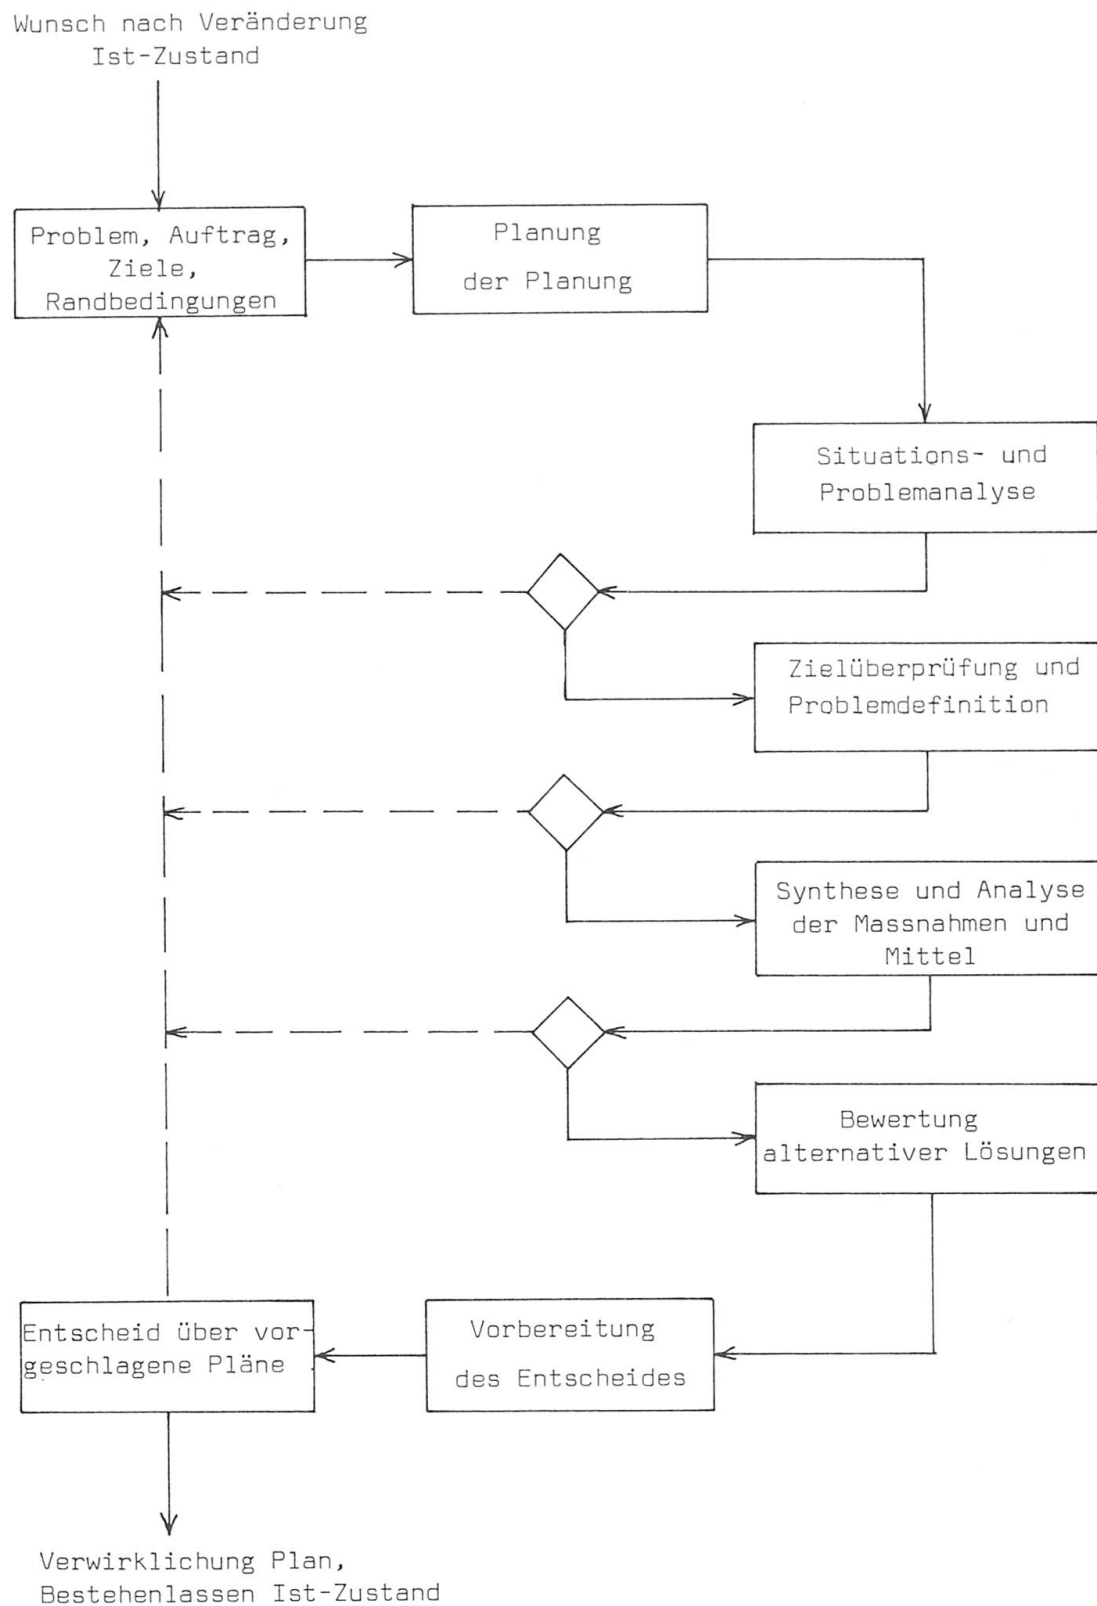 Wunsch nach Veränderung
Ist-Zustand
Problem, Auftrag,
Ziele,
Randbedingungen
Planung
der Planung
Situations- und
Problemanalyse
Zielüberprüfung und
Problemdefinition
Synthese und Analyse
der Massnahmen und
Mittel
Bewertung
alternativer Lösungen
Vorbereitung
des Entscheides
Entscheid über vor-
geschlagene Pläne
Verwirklichung Plan,
Bestehenlassen Ist-Zustand